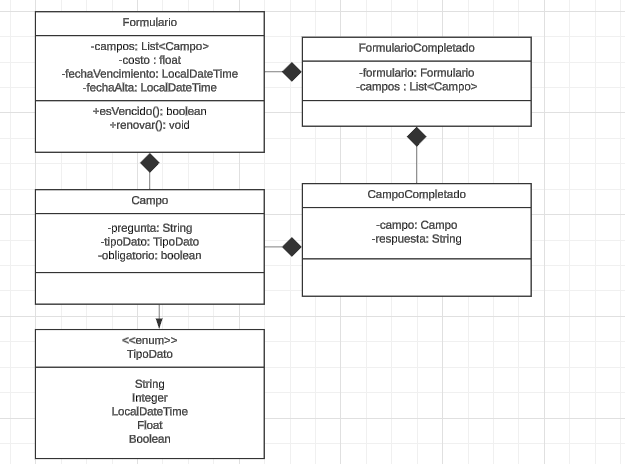 Formulario
-campos: List<Campo>
-costo : float
-fechaVencimiento: LocalDateTime
-fechaAlta: LocalDateTime
+esVencido(): boolean
+renovar(): void
FormularioCompletado
-formulario: Formulario
-campos : List<Campo>
Campo
-pregunta: String
-tipoDato: TipoDato
-obligatorio: boolean
CampoCompletado
-campo: Campo
-respuesta: String
<<enum>>
TipoDato
String
Integer
LocalDateTime
Float
Boolean